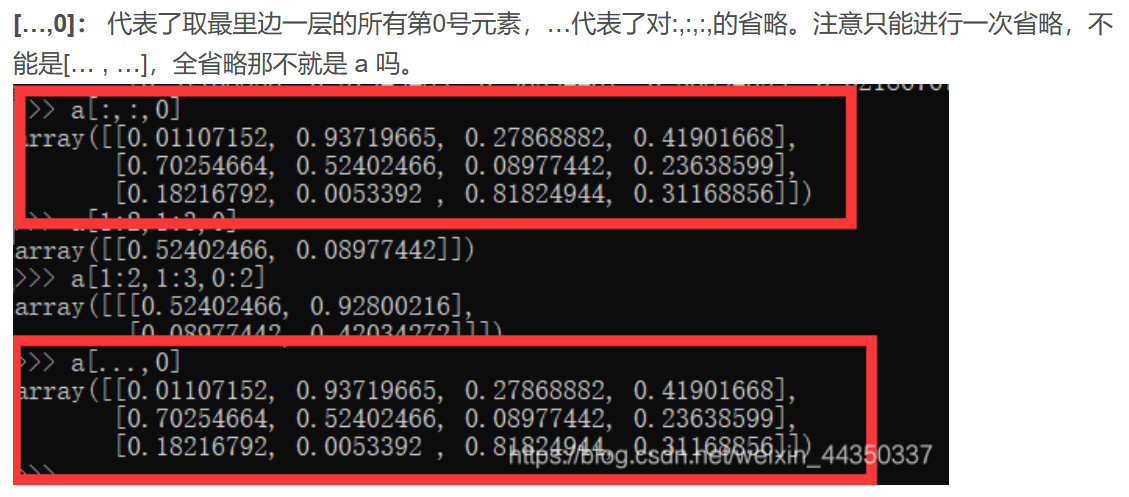 […,0]： 代表了取最里边一层的所有第0号元素，…代表了对:,:,:,的省略。注意只能进行一次省略，不
能是[… , …]，全省略那不就是 a 吗。
>>> a[:,:,0]
array([[0.01107152, 0.93719665, 0.27868882, 0.41901668],
[0.70254664, 0.52402466, 0.08977442, 0.23638599],
[0.18216792, 0.0053392 , 0.81824944, 0.31168856]])
>>> a[1:2,1:3,0]
array([[0.52402466, 0.08977442]])
>>> a[1:2,1:3,0:2]
array([[[0.52402466, 0.92800216],
[0.08977442, 0.42034272]]])
>>> a[...,0]
array([[0.01107152, 0.93719665, 0.27868882, 0.41901668],
[0.70254664, 0.52402466, 0.08977442, 0.23638599],
[0.18216792, 0.0053392 , 0.81824944, 0.31168856]])
https://blog.csdn.net/weixin_44350337
>>>